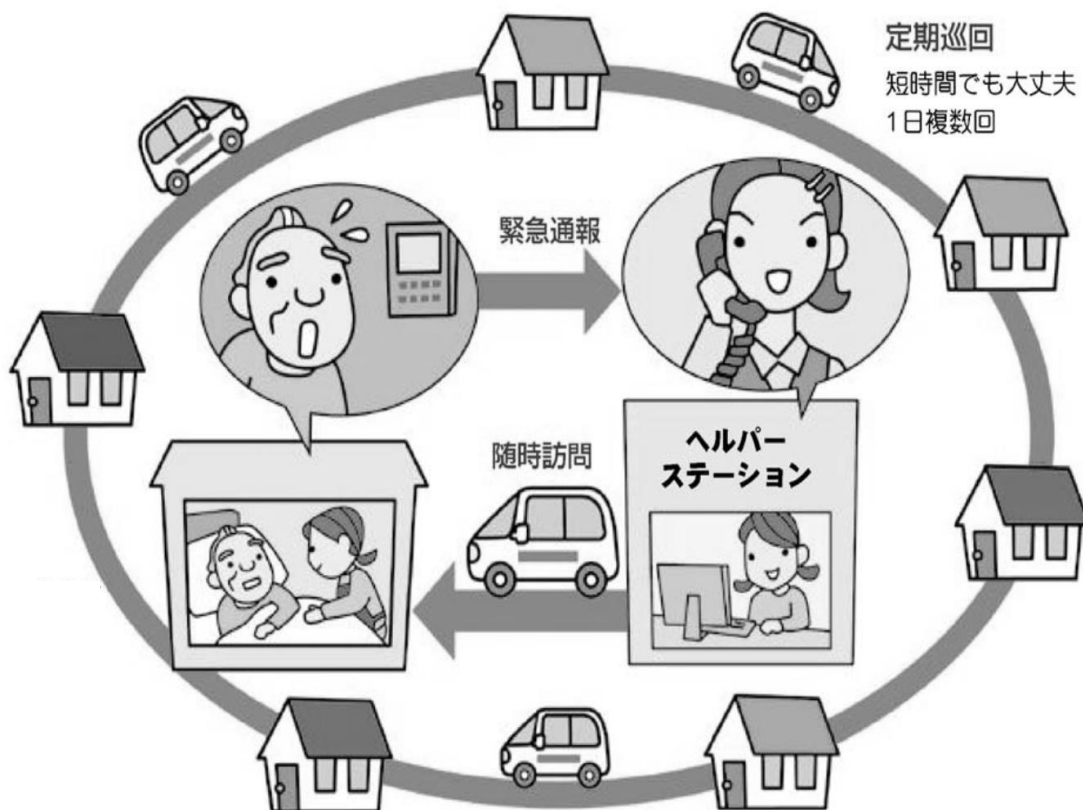 定期巡回
短時間でも大丈夫
1日複数回
緊急通報
随時訪問
ヘルパー
ステーション